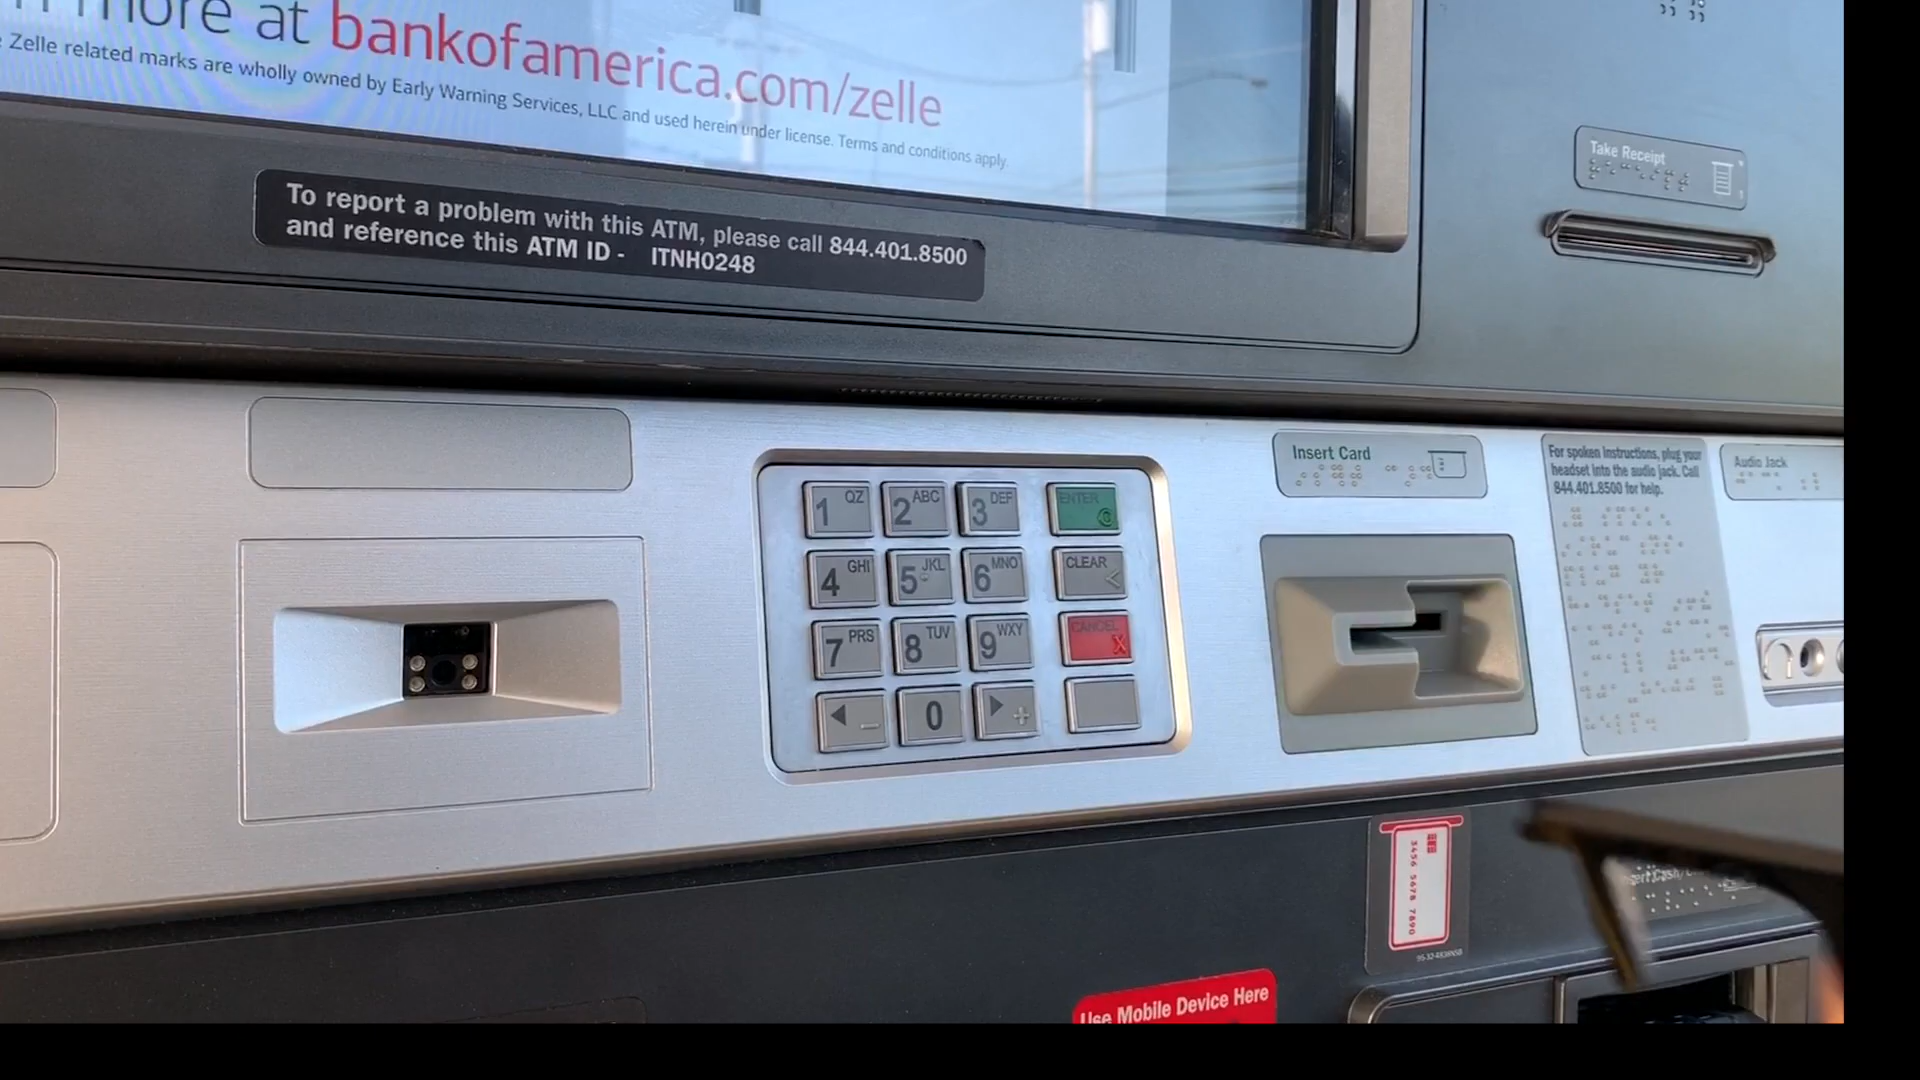 more at bankofamerica.com/zelle
Zelle related marks are wholly owned by Early Warning Services, LLC and used herein under license. Terms and conditions apply.
Take Receipt
To report a problem with this ATM, please call 844.401.8500
and reference this ATM ID - ITNH0248
Insert Card
For spoken instructions, plug your
headset into the audio jack. Call
844.401.8500 for help.
Audio Jack
1 QZ 2 ABC 3 DEF ENTER
4 GHI 5 JKL 6 MNO CLEAR <
7 PRS 8 TUV 9 WXY CANCEL X
- 0 +
3456 5678 7890
Use Mobile Device Here